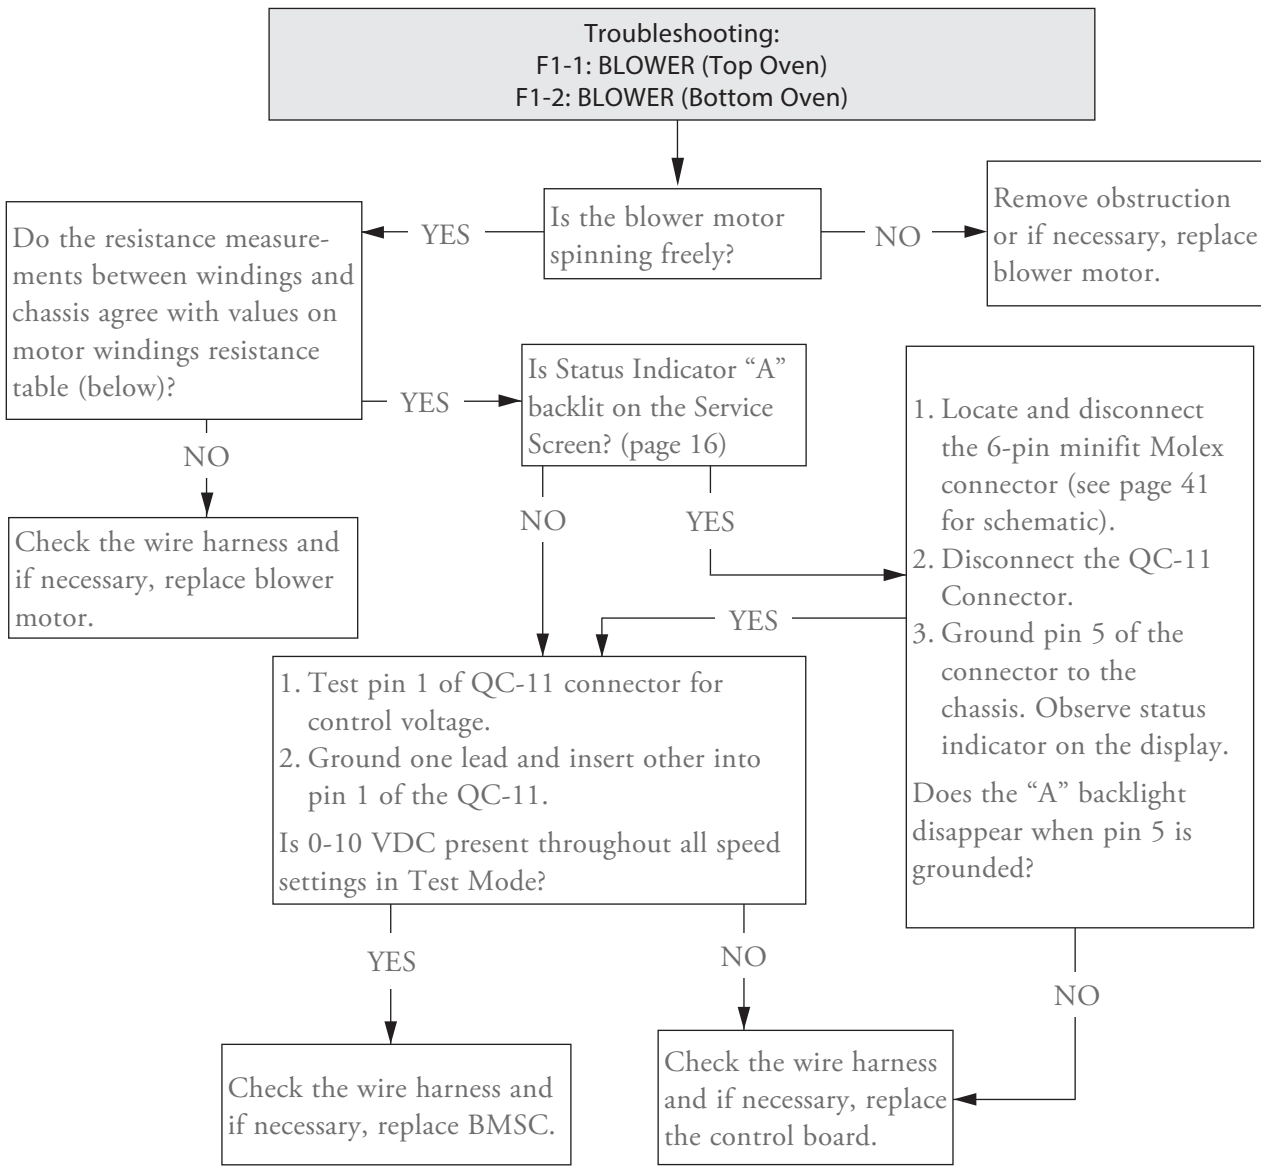 Troubleshooting:
F1-1: BLOWER (Top Oven)
F1-2: BLOWER (Bottom Oven)
Is the blower motor
spinning freely?
YES
NO
Remove obstruction
or if necessary, replace
blower motor.
Do the resistance measure-
ments between windings and
chassis agree with values on
motor windings resistance
table (below)?
YES
NO
Check the wire harness and
if necessary, replace blower
motor.
Is Status Indicator “A”
backlit on the Service
Screen? (page 16)
NO
YES
1. Locate and disconnect
the 6-pin minifit Molex
connector (see page 41
for schematic).
2. Disconnect the QC-11
Connector.
3. Ground pin 5 of the
connector to the
chassis. Observe status
indicator on the display.
Does the “A” backlight
disappear when pin 5 is
grounded?
YES
NO
1. Test pin 1 of QC-11 connector for
control voltage.
2. Ground one lead and insert other into
pin 1 of the QC-11.
Is 0-10 VDC present throughout all speed
settings in Test Mode?
YES
NO
Check the wire harness and
if necessary, replace BMSC.
Check the wire harness
and if necessary, replace
the control board.